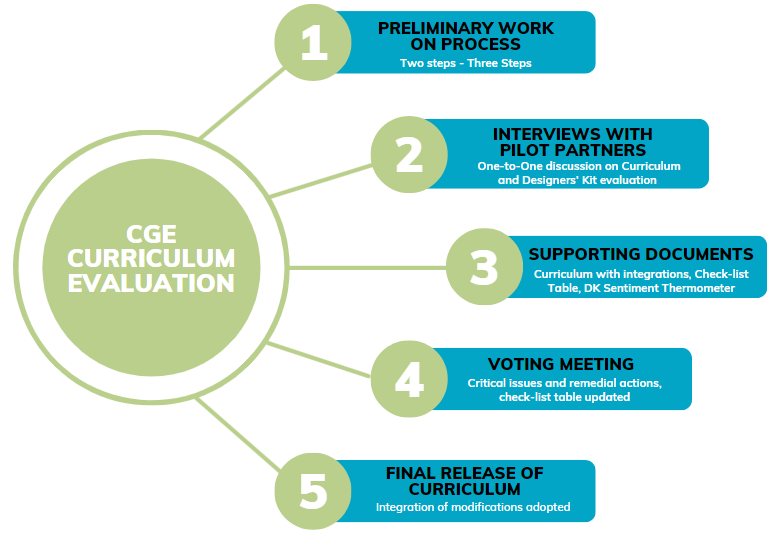 CGE
CURRICULUM
EVALUATION
1
PRELIMINARY WORK
ON PROCESS
Two steps - Three Steps
2
INTERVIEWS WITH
PILOT PARTNERS
One-to-One discussion on Curriculum
and Designers' Kit evaluation
3
SUPPORTING DOCUMENTS
Curriculum with integrations, Check-list
Table, DK Sentiment Thermometer
4
VOTING MEETING
Critical issues and remedial actions,
check-list table updated
5
FINAL RELEASE OF
CURRICULUM
Integration of modifications adopted